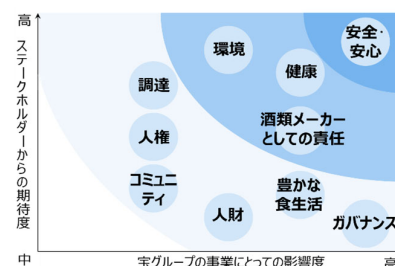 高
ステークホルダーからの期待度
中
安全・
安心
環境
健康
調達
酒類メーカー
としての責任
人権
コミュニ
ティ
豊かな
食生活
人財
ガバナンス
宝グループの事業にとっての影響度
高